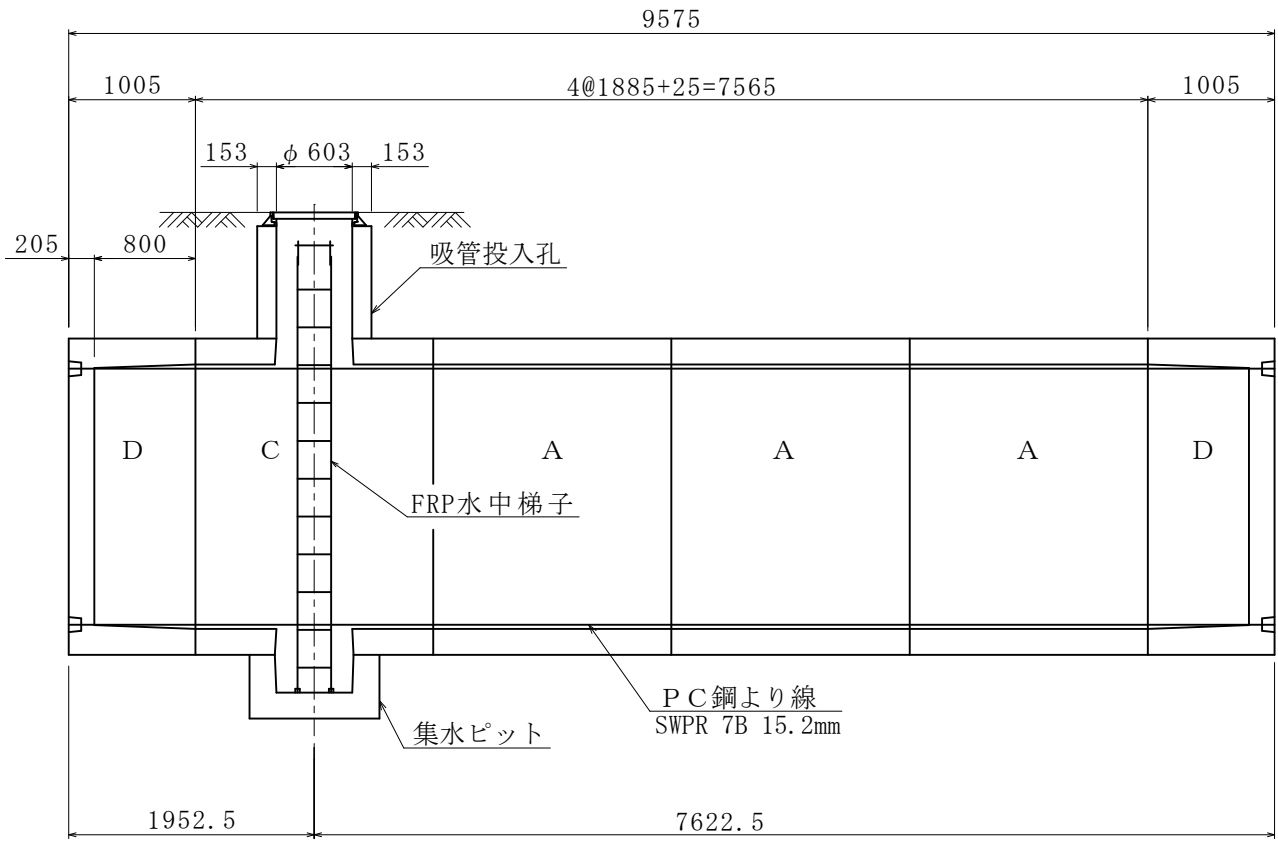 9575
1005
4@1885+25=7565
1005
153
φ603
153
205
800
吸管投入孔
D
C
A
A
A
D
FRP水中梯子
PC鋼より線
SWPR 7B 15.2mm
集水ピット
1952.5
7622.5